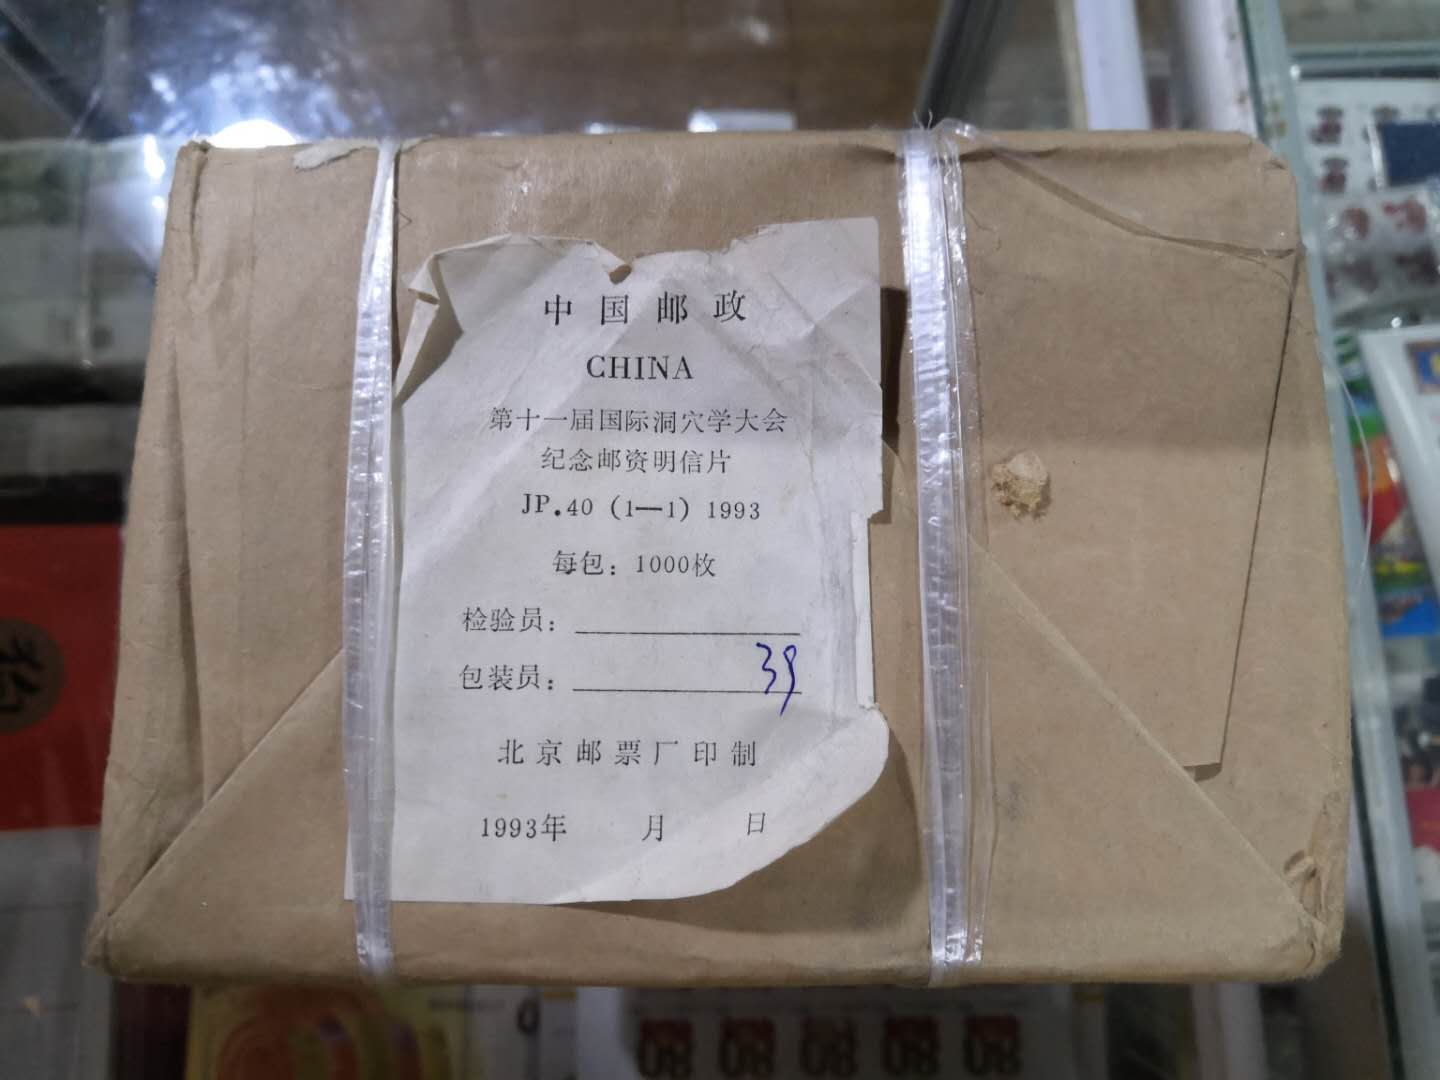 中国邮政
CHINA
第十一届国际洞穴学大会
纪念邮资明信片
JP.40 (1—1) 1993
每包：1000枚
检验员：
包装员： 39
北京邮票厂印制
1993年 月 日